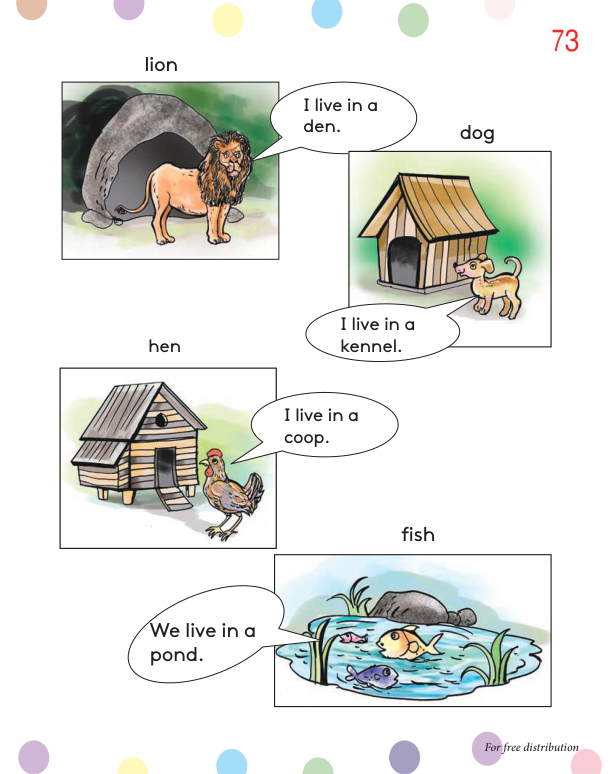 73
lion
I live in a
den.
dog
I live in a
kennel.
hen
I live in a
coop.
fish
We live in a
pond.
For free distribution